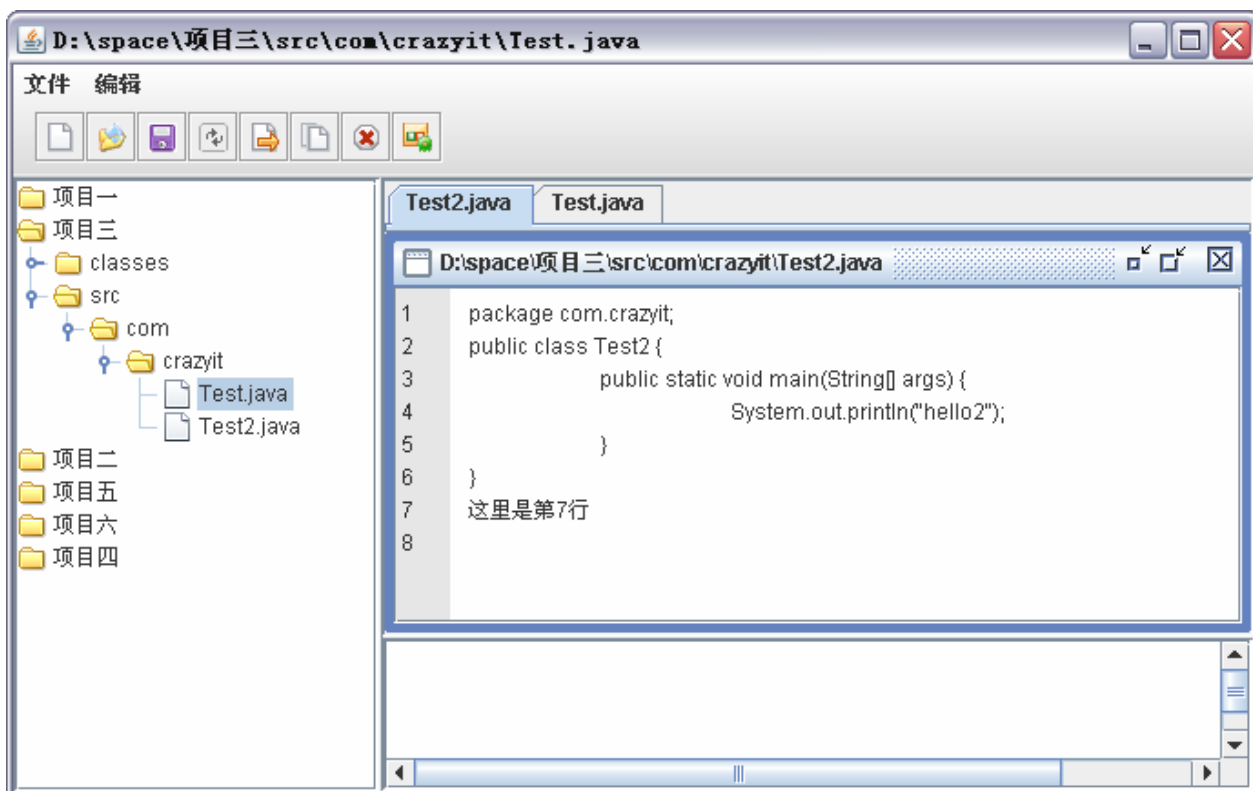 D:\space\项目三\src\com\crazyit\Test.java
文件 编辑
项目一
项目三
classes
src
com
crazyit
Test.java
Test2.java
项目二
项目五
项目六
项目四
Test2.java Test.java
D:\space\项目三\src\com\crazyit\Test2.java
1 package com.crazyit;
2 public class Test2 {
3 public static void main(String[] args) {
4 System.out.println("hello2");
5 }
6 }
7 这里是第7行
8